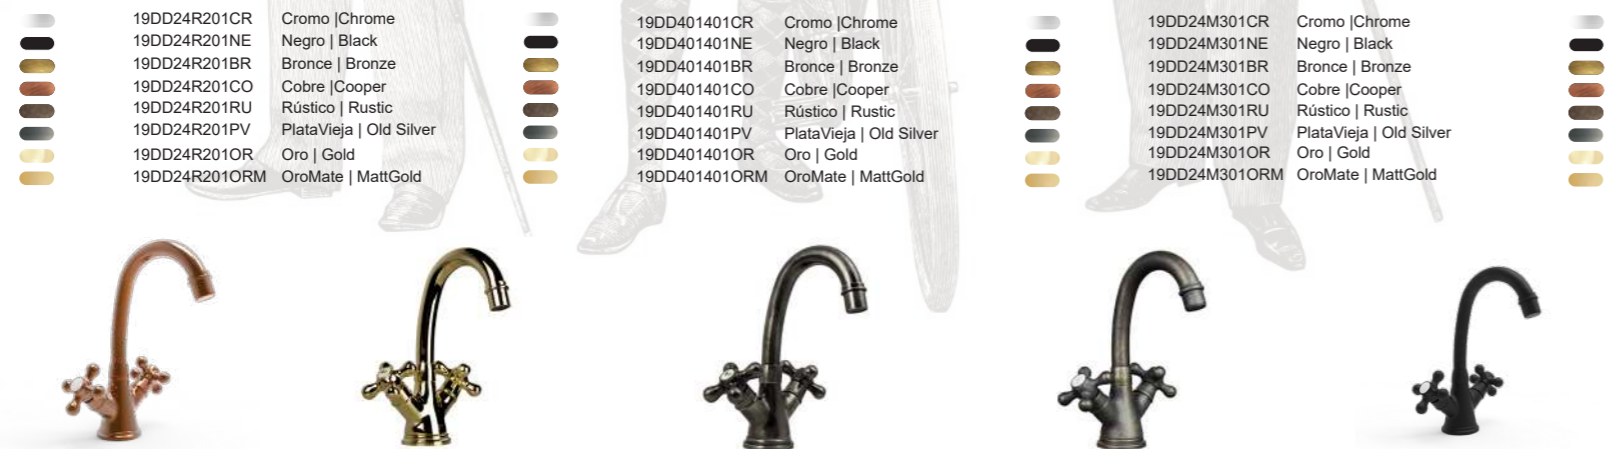 19DD24R201CR Cromo |Chrome
19DD24R201NE Negro | Black
19DD24R201BR Bronce | Bronze
19DD24R201CO Cobre |Cooper
19DD24R201RU Rústico | Rustic
19DD24R201PV PlataVieja | Old Silver
19DD24R201OR Oro | Gold
19DD24R201ORM OroMate | MattGold
19DD401401CR Cromo |Chrome
19DD401401NE Negro | Black
19DD401401BR Bronce | Bronze
19DD401401CO Cobre |Cooper
19DD401401RU Rústico | Rustic
19DD401401PV PlataVieja | Old Silver
19DD401401OR Oro | Gold
19DD401401ORM OroMate | MattGold
19DD24M301CR Cromo |Chrome
19DD24M301NE Negro | Black
19DD24M301BR Bronce | Bronze
19DD24M301CO Cobre |Cooper
19DD24M301RU Rústico | Rustic
19DD24M301PV PlataVieja | Old Silver
19DD24M301OR Oro | Gold
19DD24M301ORM OroMate | MattGold